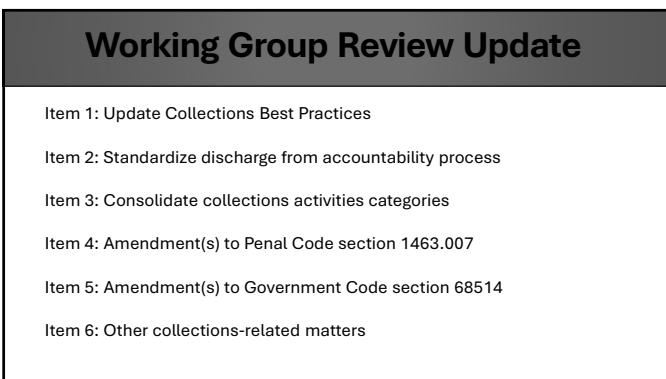 Working Group Review Update
Item 1: Update Collections Best Practices
Item 2: Standardize discharge from accountability process
Item 3: Consolidate collections activities categories
Item 4: Amendment(s) to Penal Code section 1463.007
Item 5: Amendment(s) to Government Code section 68514
Item 6: Other collections-related matters